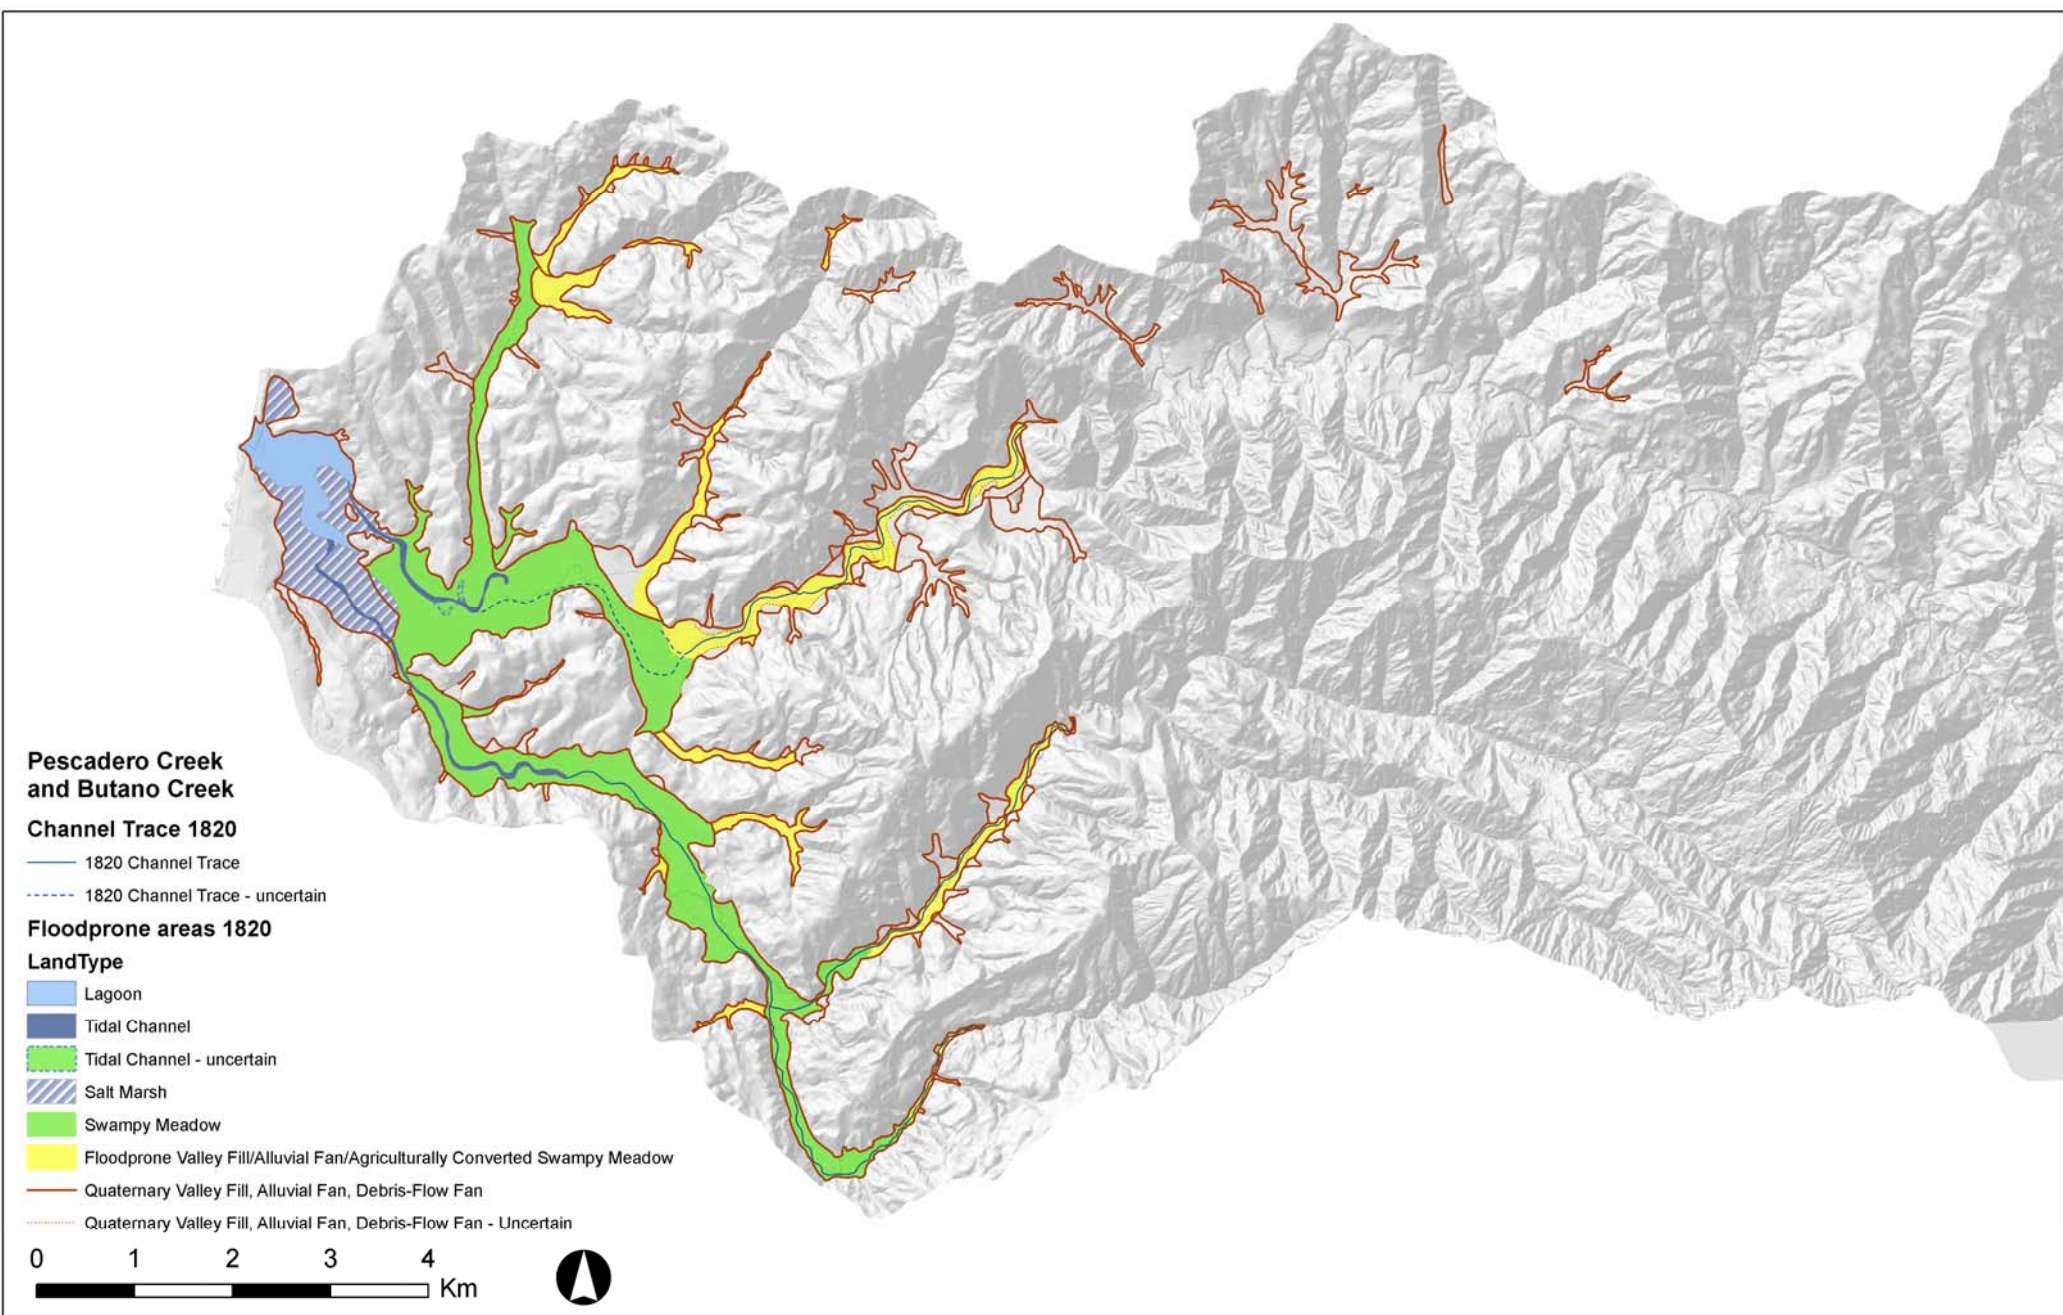 Pescadero Creek
and Butano Creek
Channel Trace 1820
1820 Channel Trace
1820 Channel Trace - uncertain
Floodprone areas 1820
LandType
Lagoon
Tidal Channel
Tidal Channel - uncertain
Salt Marsh
Swampy Meadow
Floodprone Valley Fill/Alluvial Fan/Agriculturally Converted Swampy Meadow
Quaternary Valley Fill, Alluvial Fan, Debris-Flow Fan
Quaternary Valley Fill, Alluvial Fan, Debris-Flow Fan - Uncertain
0 1 2 3 4
Km